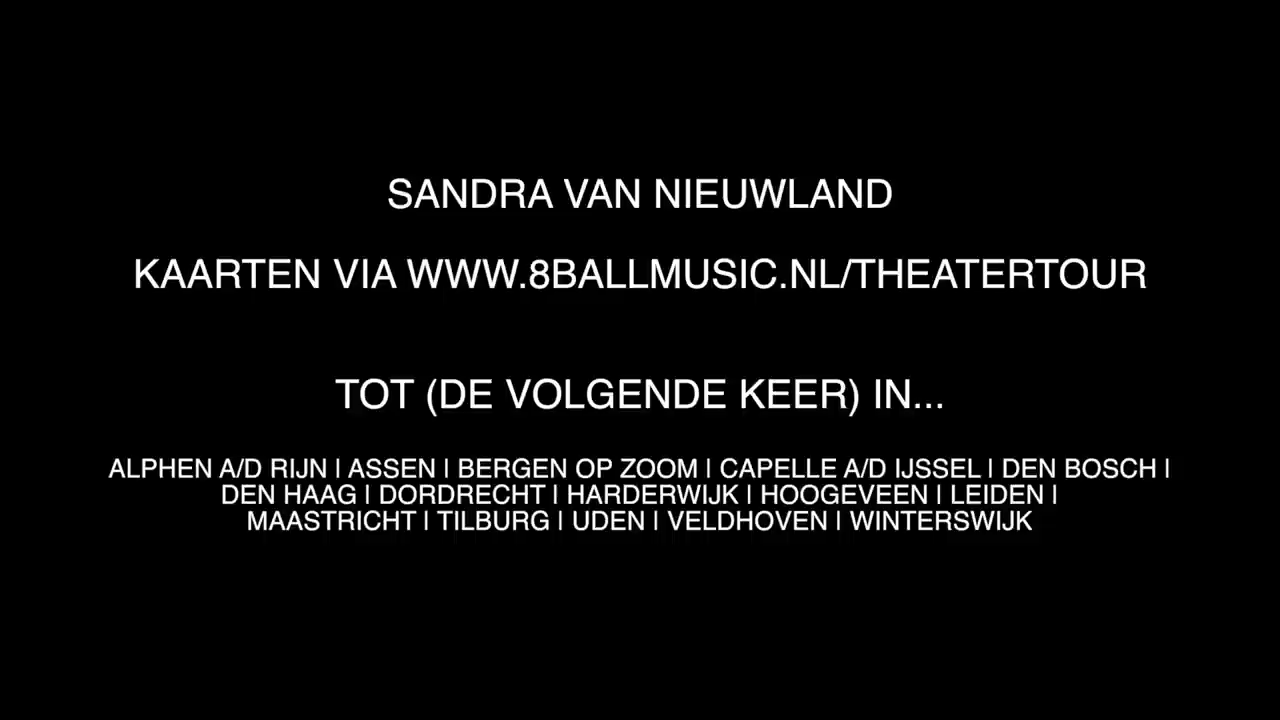 SANDRA VAN NIEUWLAND
KAARTEN VIA WWW.8BALLMUSIC.NL/THEATERTOUR
TOT (DE VOLGENDE KEER) IN...
ALPHEN A/D RIJN | ASSEN | BERGEN OP ZOOM | CAPELLE A/D IJSSEL | DEN BOSCH |
DEN HAAG | DORDRECHT | HARDERWIJK | HOOGEVEEN | LEIDEN |
MAASTRICHT | TILBURG | UDEN | VELDHOVEN | WINTERSWIJK